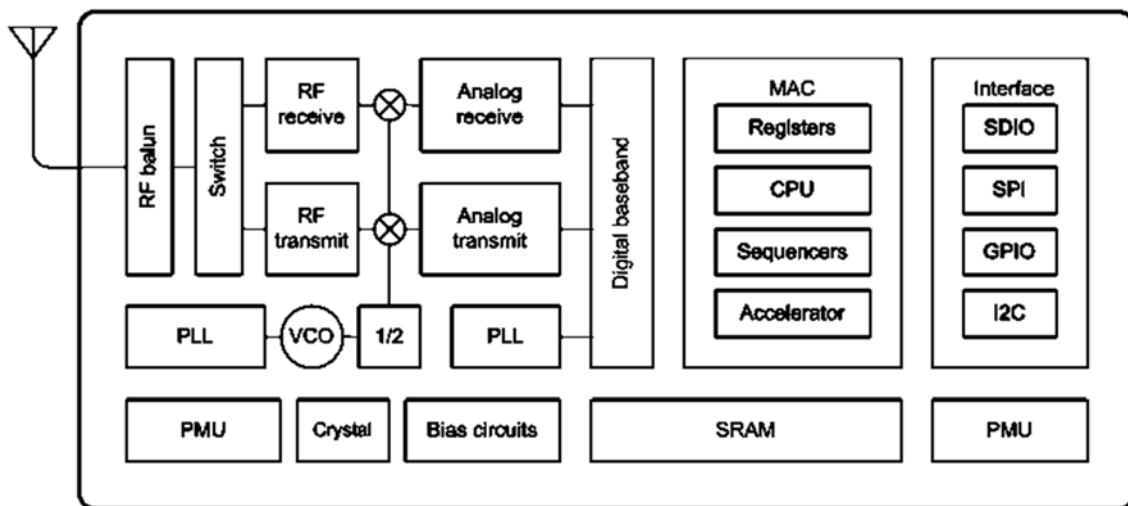 RF balun
Switch
RF
receive
Analog
receive
RF
transmit
Analog
transmit
PLL
VCO
1/2
PLL
Digital baseband
MAC
Registers
CPU
Sequencers
Accelerator
Interface
SDIO
SPI
GPIO
I2C
PMU
Crystal
Bias circuits
SRAM
PMU